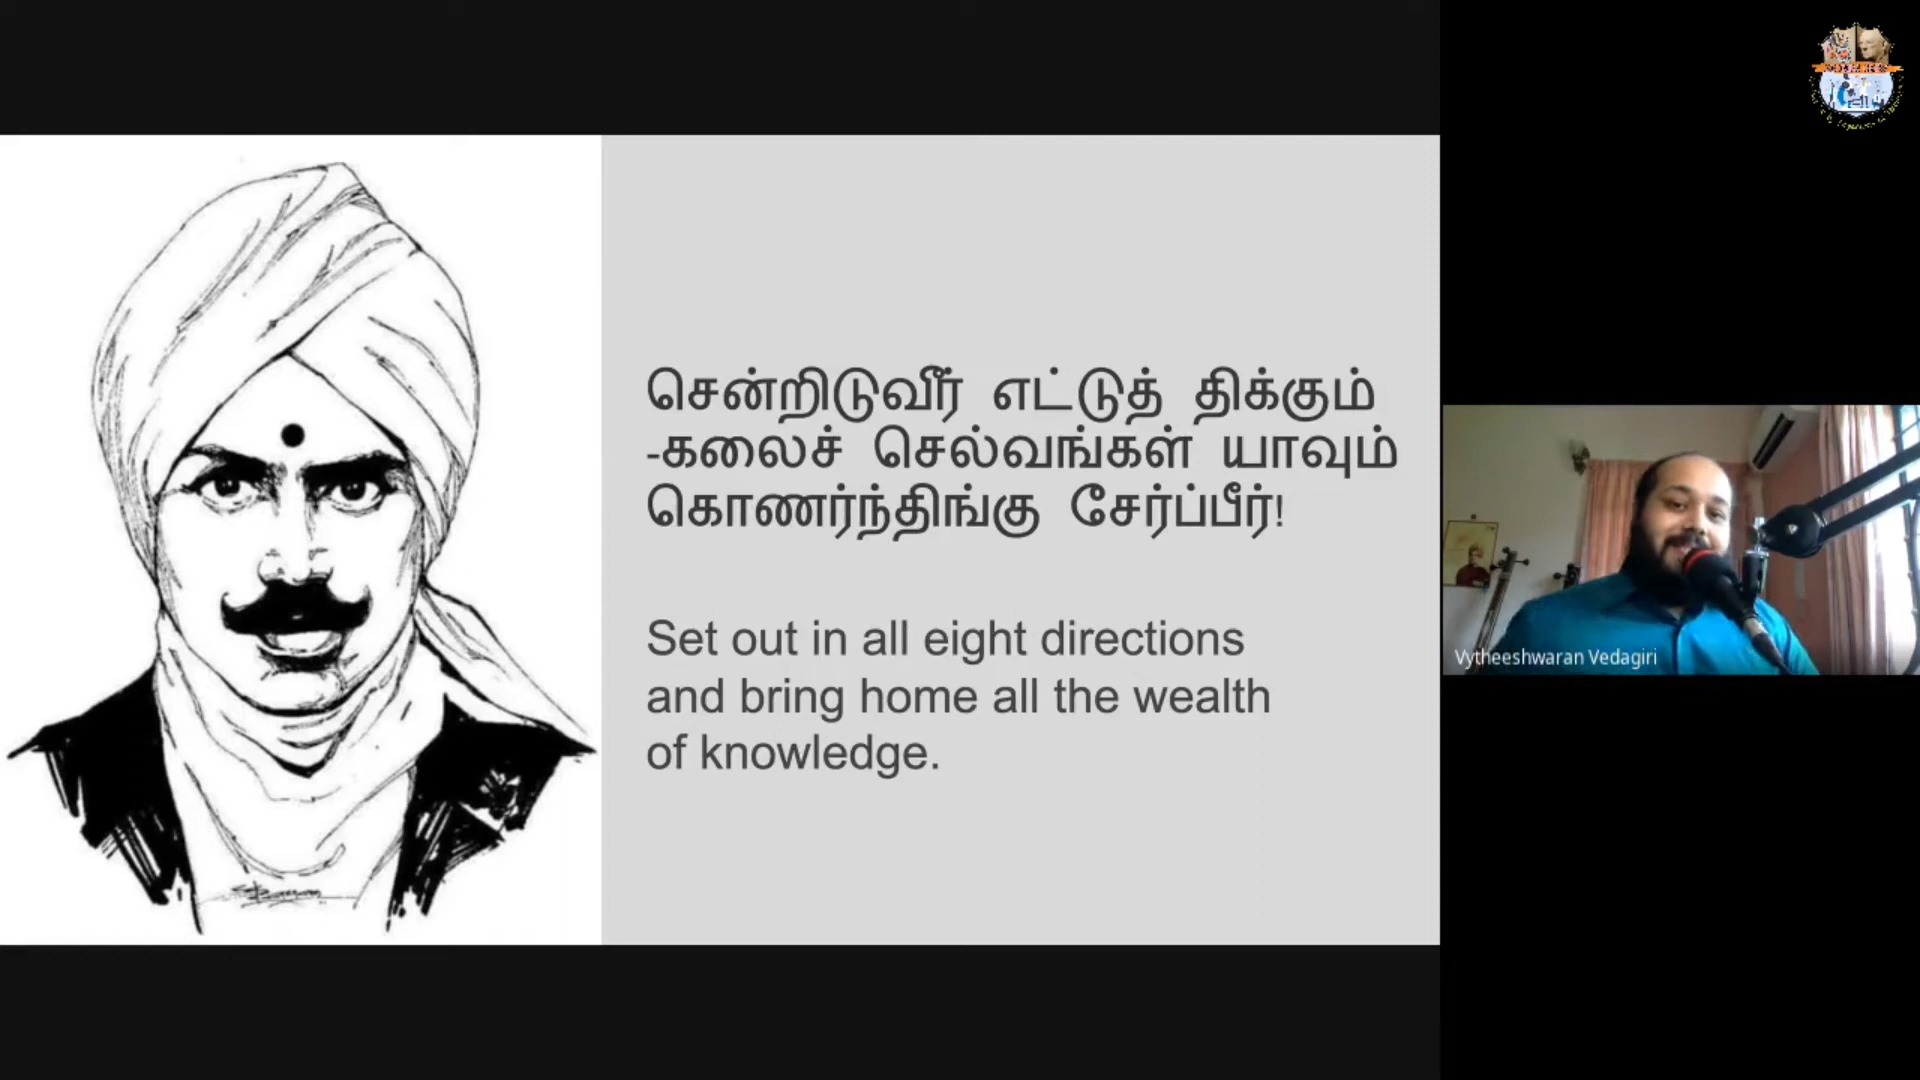 சென்றிடுவீர் எட்டுத் திக்கும்
-கலைச் செல்வங்கள் யாவும்
கொணர்ந்திங்கு சேர்ப்பீர்!
Set out in all eight directions
and bring home all the wealth
of knowledge.
Vytheeshwaran Vedagiri